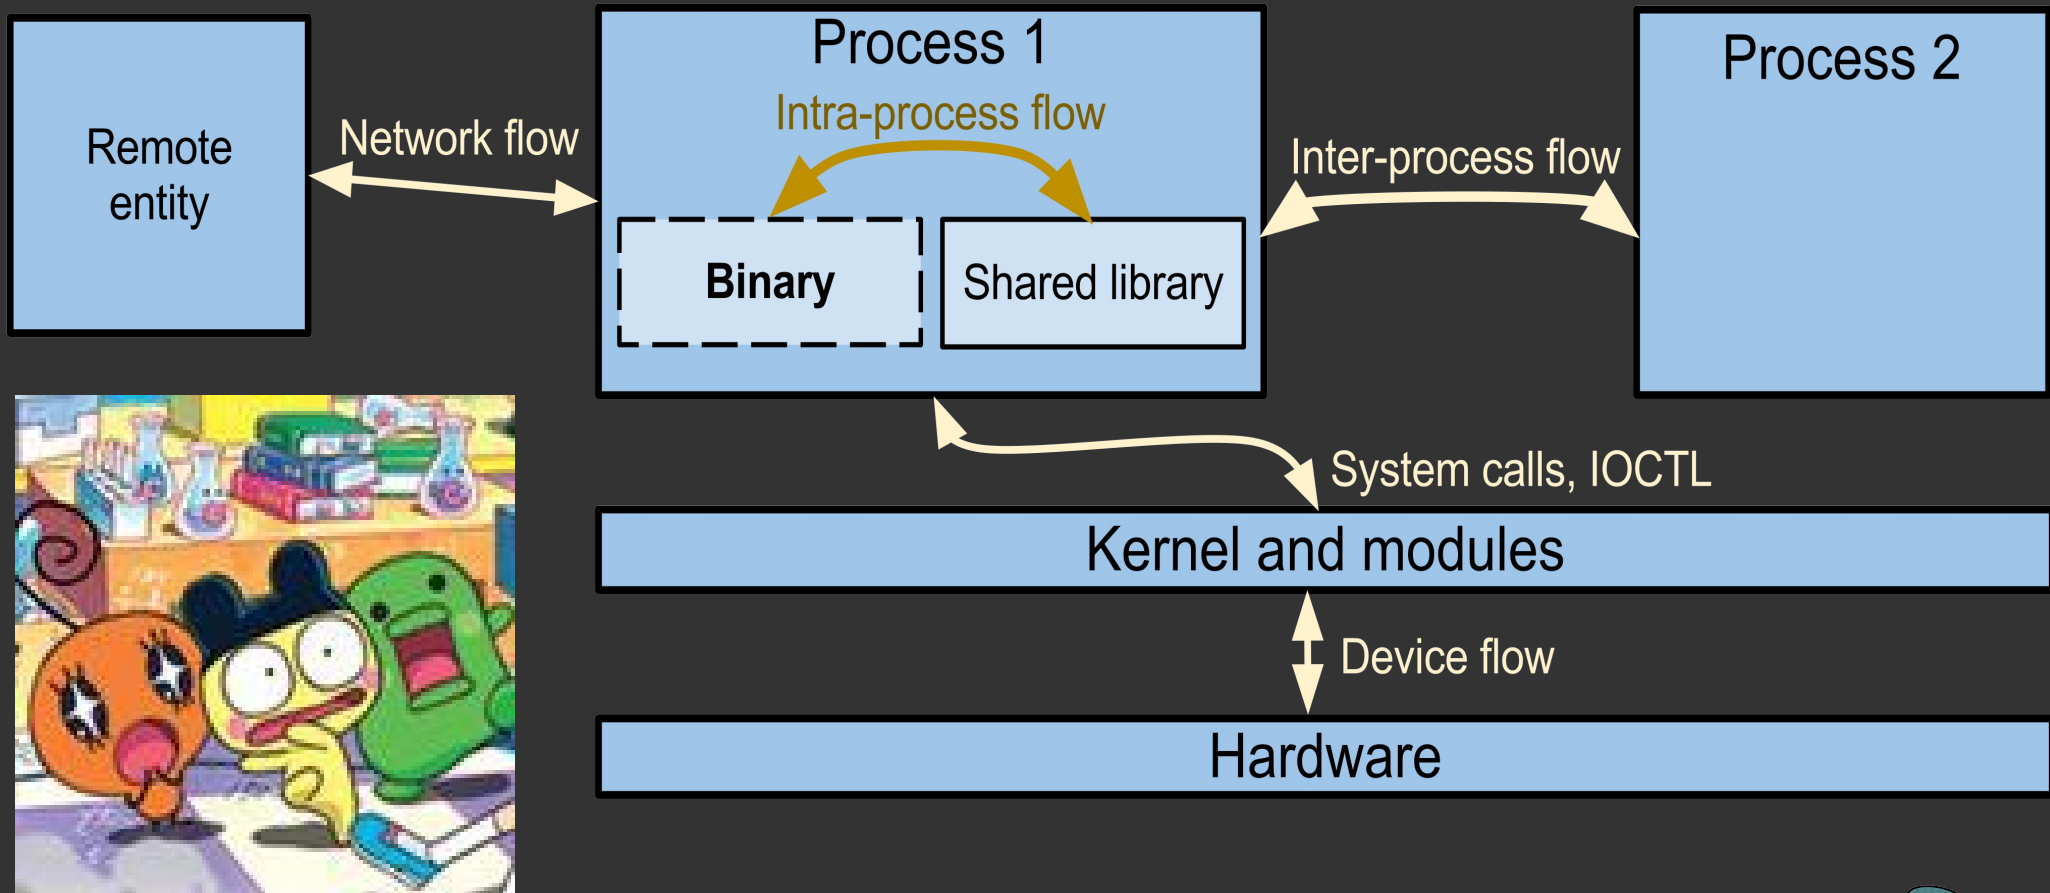 Remote
entity
Network flow
Process 1
Intra-process flow
Binary
Shared library
Inter-process flow
Process 2
System calls, IOCTL
Kernel and modules
Device flow
Hardware